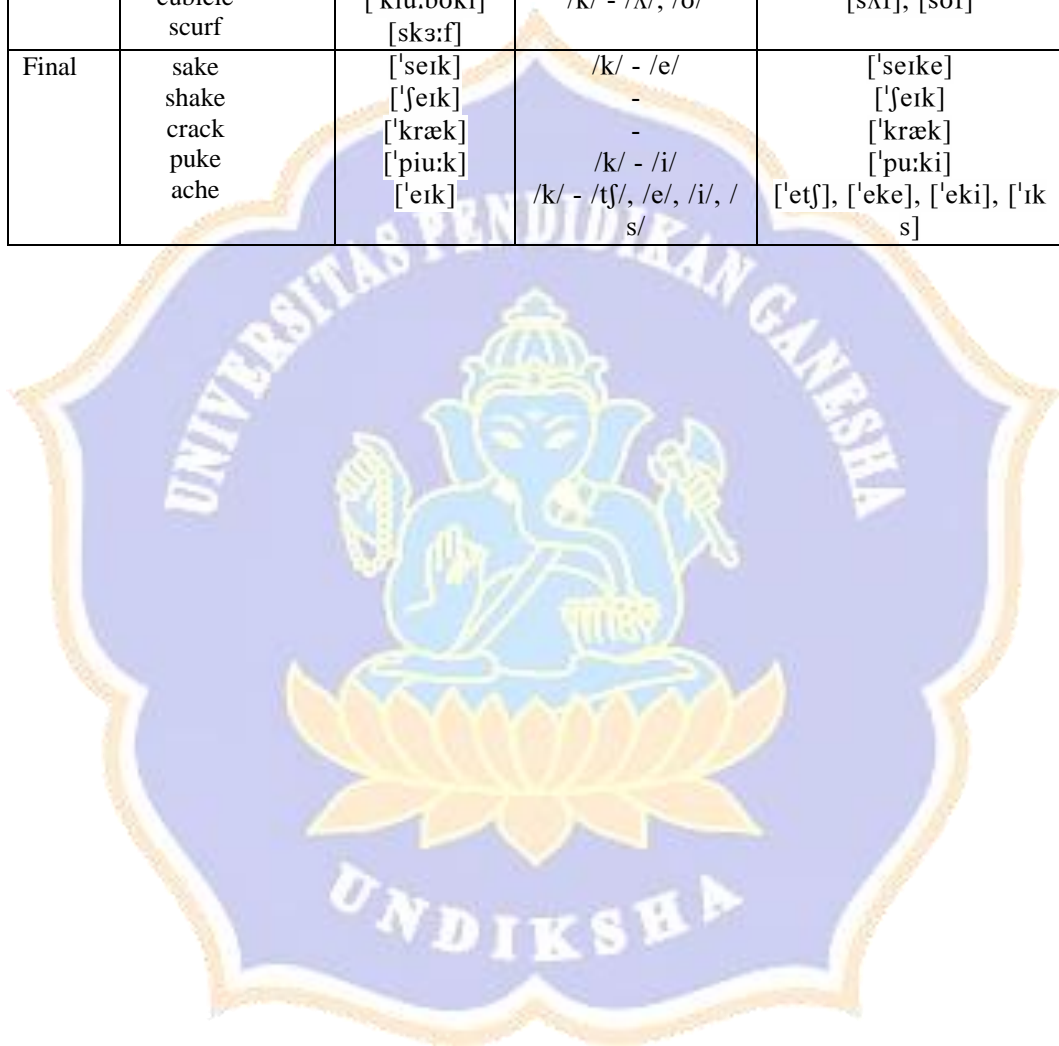 scurf [skɜːf]
Final sake [ˈseɪk] /k/ - /e/ [ˈseɪke]
shake [ˈʃeɪk] - [ˈʃeɪk]
crack [ˈkræk] - [ˈkræk]
puke [ˈpiuːk] /k/ - /i/ [ˈpuːki]
ache [ˈeɪk] /k/ - /tʃ/, /e/, /i/, / [ˈetʃ], [ˈeke], [ˈeki], [ˈɪk
s/ s]
UNIVERSITAS PENDIDIKAN GANESHA
UNDIKSHA